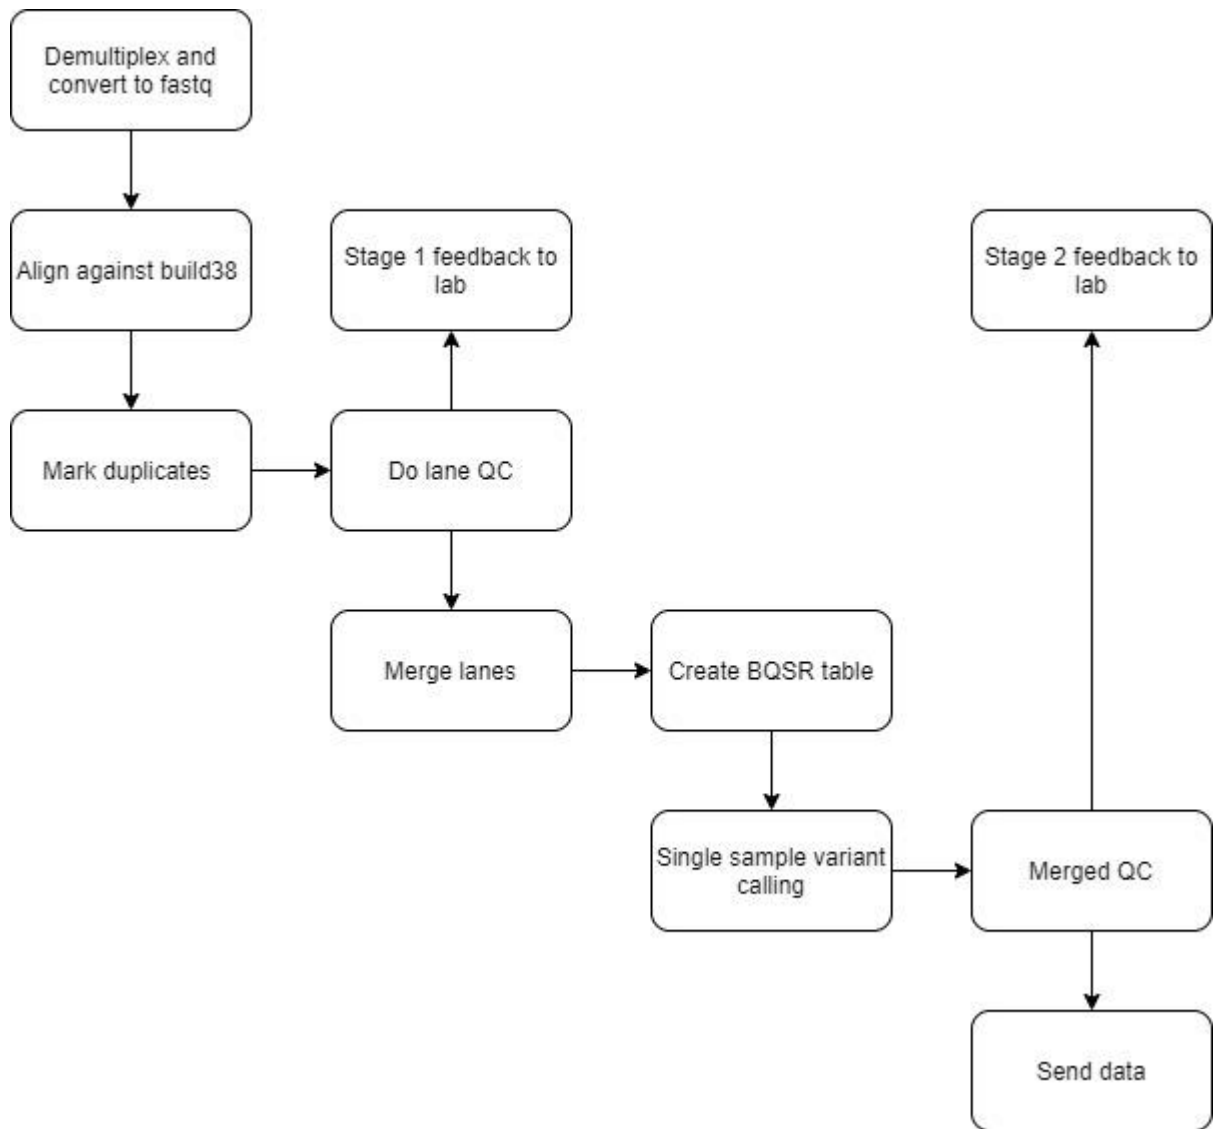 Demultiplex and
convert to fastq
Align against build38
Stage 1 feedback to
lab
Stage 2 feedback to
lab
Mark duplicates
Do lane QC
Merge lanes
Create BQSR table
Single sample variant
calling
Merged QC
Send data